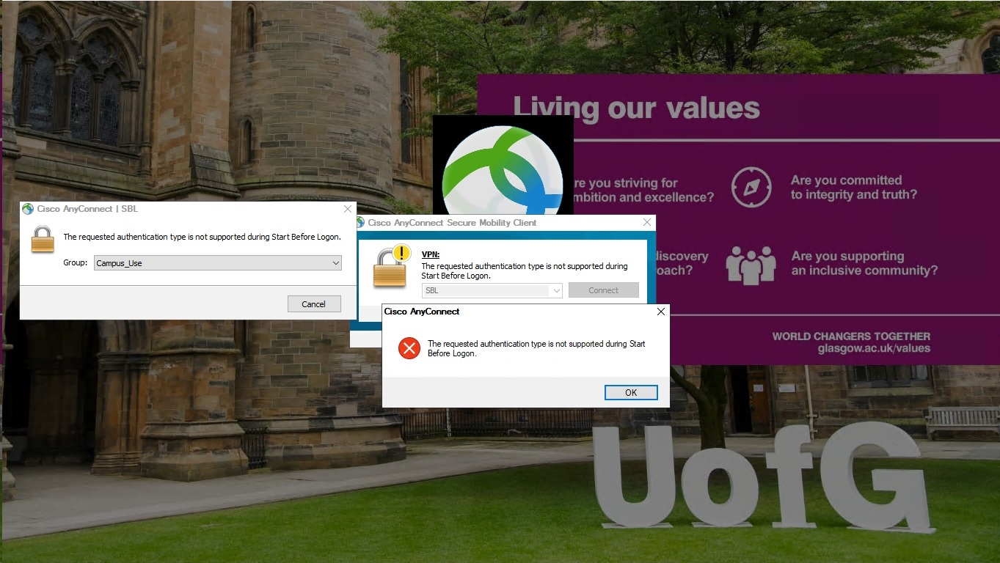 Living our values
re you striving for
mbition and excellence?
Are you committed
to integrity and truth?
discovery
oach?
Are you supporting
an inclusive community?
WORLD CHANGERS TOGETHER
glasgow.ac.uk/values
Cisco AnyConnect | SBL
The requested authentication type is not supported during Start Before Logon.
Group: Campus_Use
Cancel
Cisco AnyConnect Secure Mobility Client
VPN:
The requested authentication type is not supported during
Start Before Logon.
SBL
Connect
Cisco AnyConnect
The requested authentication type is not supported during Start
Before Logon.
OK
UofG